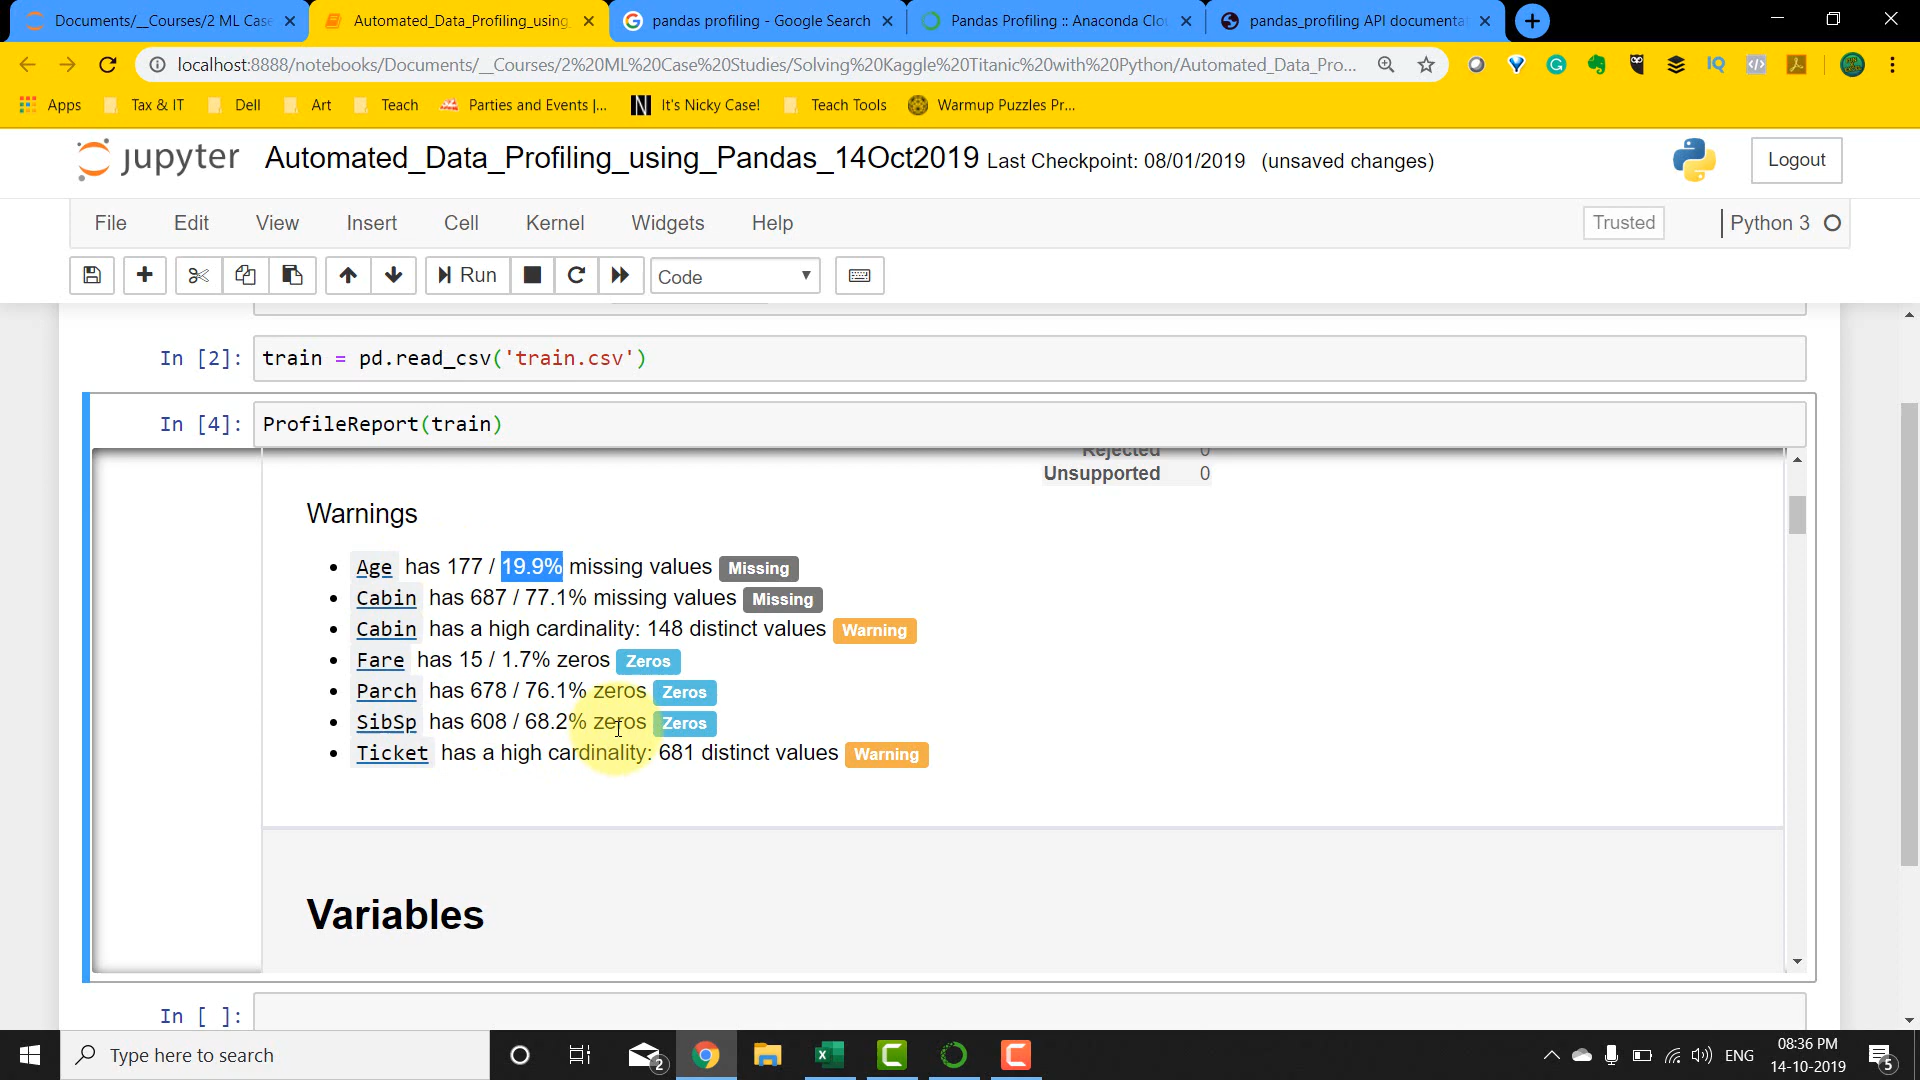 Documents/__Courses/2 ML Case
Automated_Data_Profiling_using_
pandas profiling - Google Search
Pandas Profiling :: Anaconda Clou
pandas_profiling API documentat
localhost:8888/notebooks/Documents/__Courses/2%20ML%20Case%20Studies/Solving%20Kaggle%20Titanic%20with%20Python/Automated_Data_Pro...
Apps Tax & IT Dell Art Teach Parties and Events |... It's Nicky Case! Teach Tools Warmup Puzzles Pr...
jupyter Automated_Data_Profiling_using_Pandas_14Oct2019 Last Checkpoint: 08/01/2019 (unsaved changes) Logout
File Edit View Insert Cell Kernel Widgets Help Trusted Python 3
Run Code
In [2]: train = pd.read_csv('train.csv')
In [4]: ProfileReport(train)
Rejected 0
Unsupported 0
Warnings
Age has 177 / 19.9% missing values Missing
Cabin has 687 / 77.1% missing values Missing
Cabin has a high cardinality: 148 distinct values Warning
Fare has 15 / 1.7% zeros Zeros
Parch has 678 / 76.1% zeros Zeros
SibSp has 608 / 68.2% zeros Zeros
Ticket has a high cardinality: 681 distinct values Warning
Variables
In [ ]:
Type here to search
2
ENG
08:36 PM
14-10-2019
5